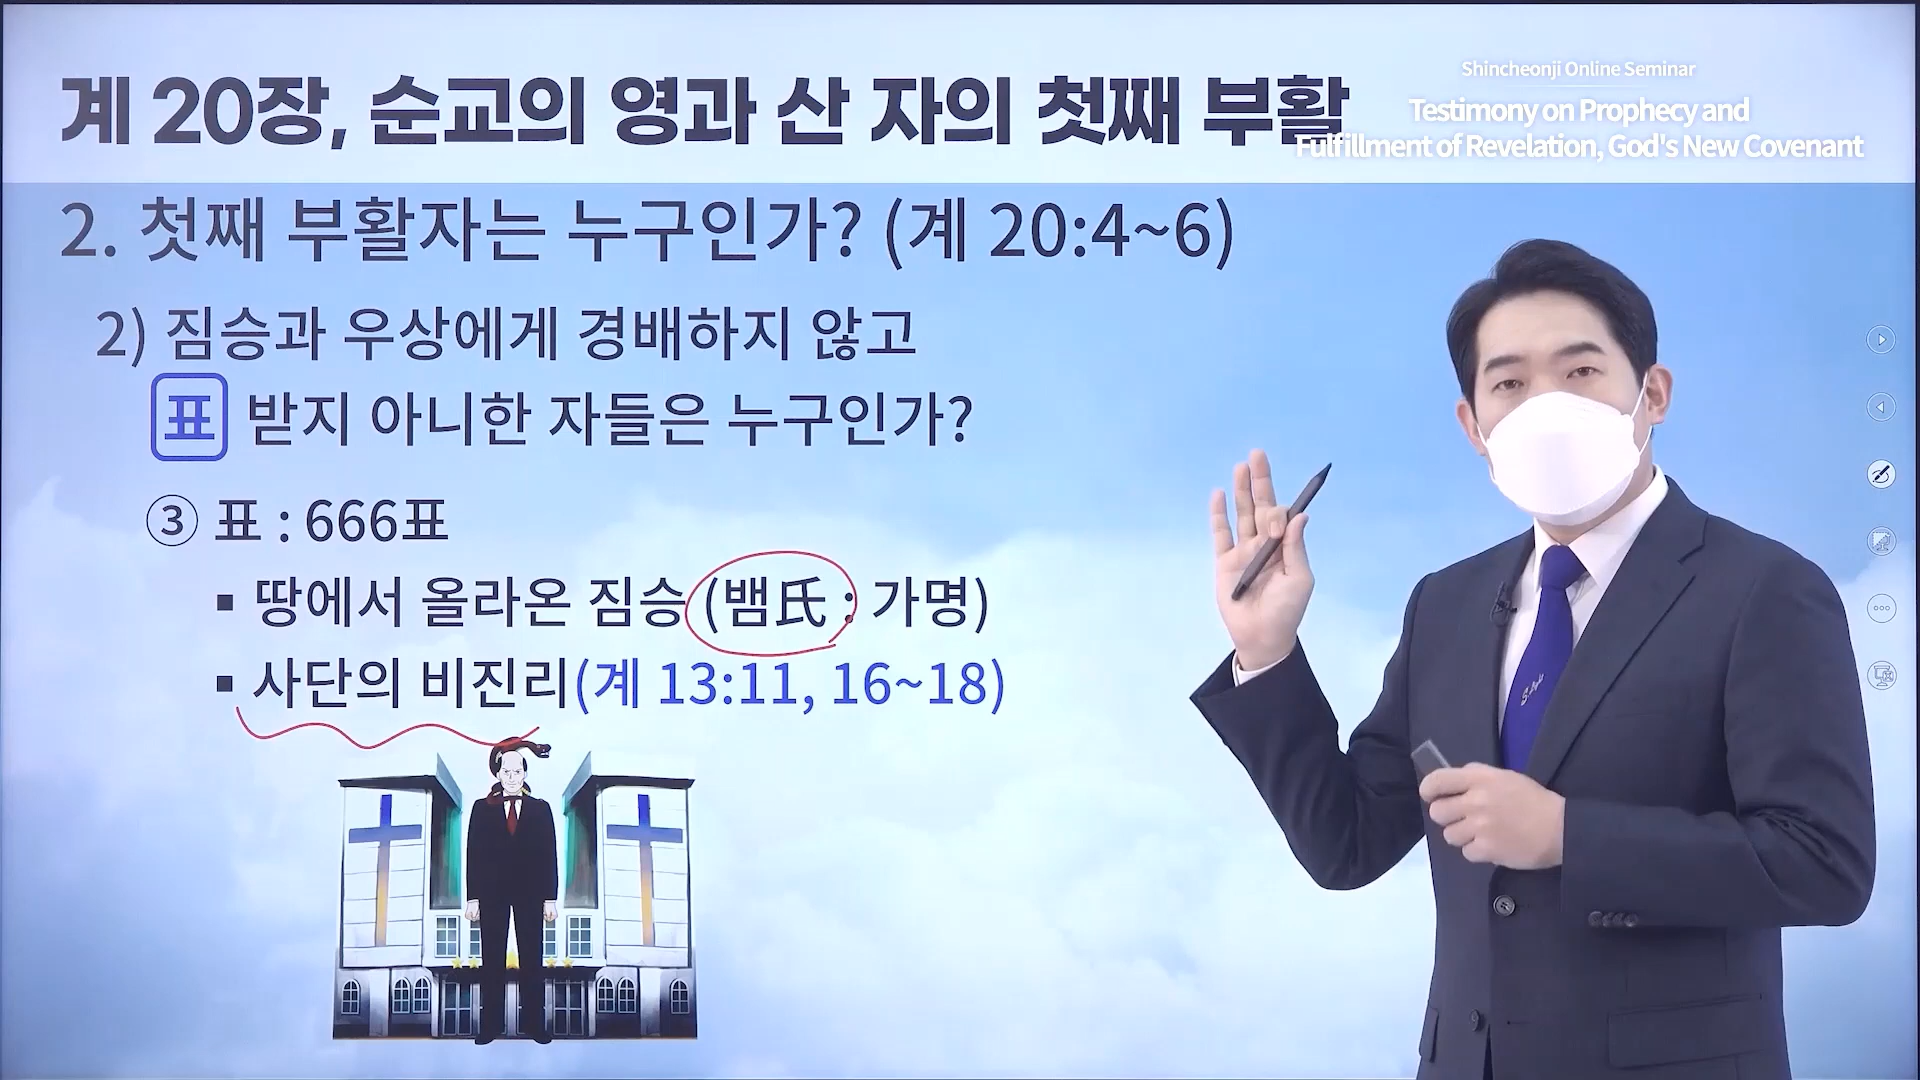 계 20장, 순교의 영과 산 자의 첫째 부활
Shincheonji Online Seminar
Testimony on Prophecy and
Fulfillment of Revelation, God's New Covenant
2. 첫째 부활자는 누구인가? (계 20:4~6)
2) 짐승과 우상에게 경배하지 않고
표 받지 아니한 자들은 누구인가?
③ 표 : 666표
▪ 땅에서 올라온 짐승 (뱀氏 : 가명)
▪ 사단의 비진리(계 13:11, 16~18)